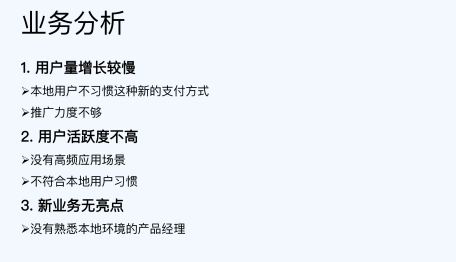 业务分析
1. 用户量增长较慢
➢本地用户不习惯这种新的支付方式
➢推广力度不够
2. 用户活跃度不高
➢没有高频应用场景
➢不符合本地用户习惯
3. 新业务无亮点
➢没有熟悉本地环境的产品经理